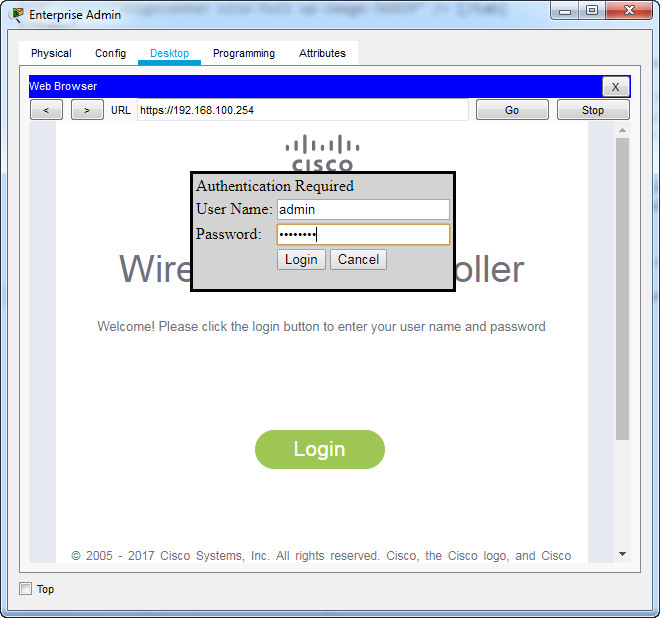 Enterprise Admin
Physical Config Desktop Programming Attributes
Web Browser X
< > URL https://192.168.100.254 Go Stop
CISCO
Authentication Required
User Name: admin
Password: ••••••••
Login Cancel
oller
Welcome! Please click the login button to enter your user name and password
Login
© 2005 - 2017 Cisco Systems, Inc. All rights reserved. Cisco, the Cisco logo, and Cisco
Top